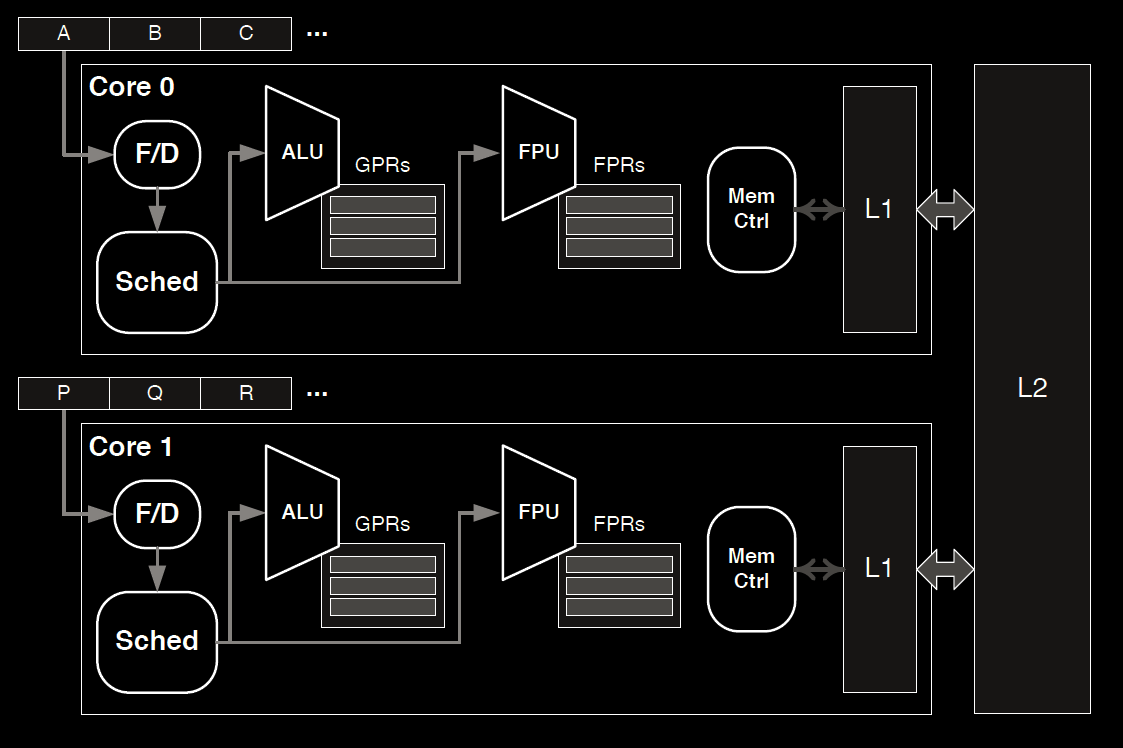 A B C ...
Core 0
F/D
ALU
GPRs
FPU
FPRs
Mem
Ctrl
L1
Sched
L2
P Q R ...
Core 1
F/D
ALU
GPRs
FPU
FPRs
Mem
Ctrl
L1
Sched